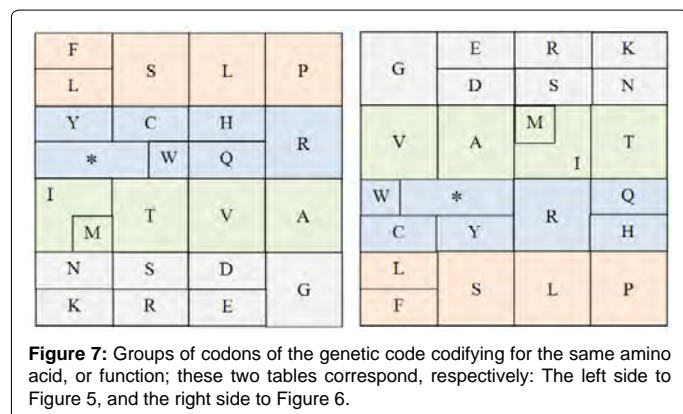 F
S L P
L
Y C H
R
* W Q
I
T V A
M
N S D
G
K R E
E R K
G
D S N
M
V A T
I
W * Q
R
C Y H
L
S L P
F
Figure 7: Groups of codons of the genetic code codifying for the same amino
acid, or function; these two tables correspond, respectively: The left side to
Figure 5, and the right side to Figure 6.